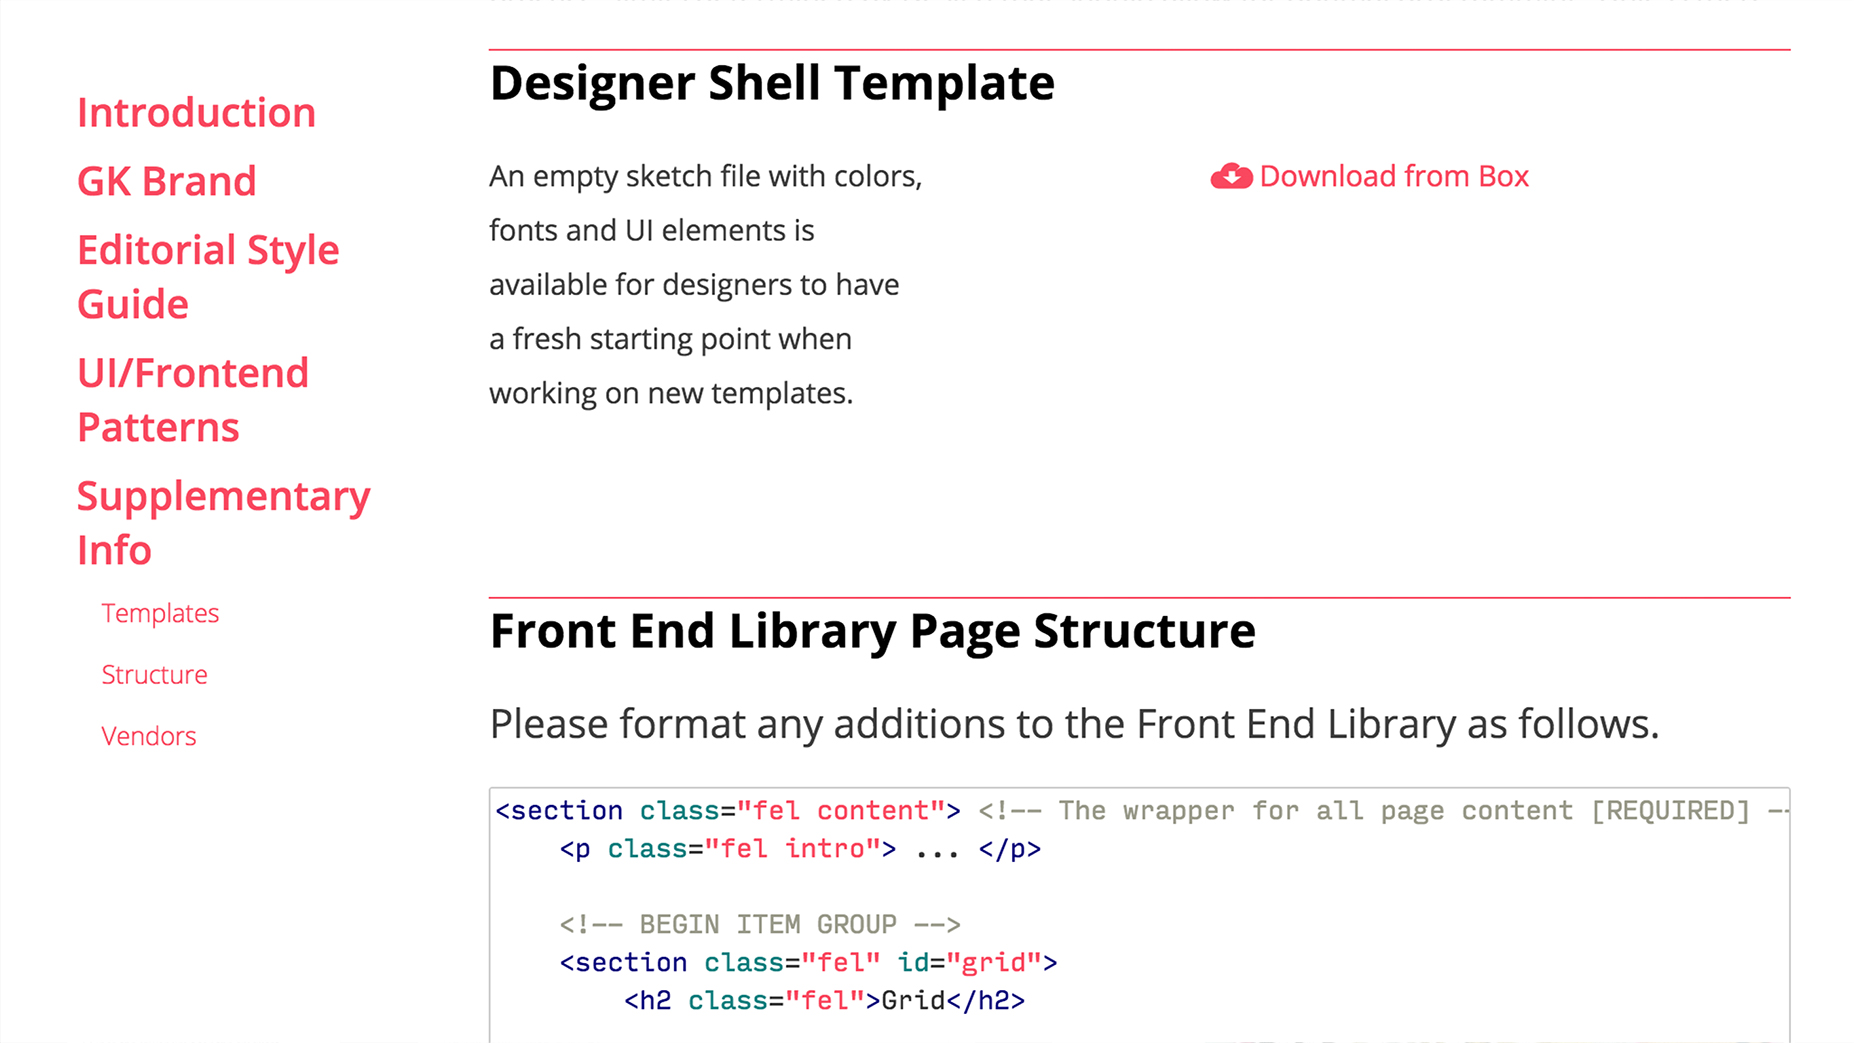 Introduction
GK Brand
Editorial Style
Guide
UI/Frontend
Patterns
Supplementary
Info
Templates
Structure
Vendors
Designer Shell Template
An empty sketch file with colors,
fonts and UI elements is
available for designers to have
a fresh starting point when
working on new templates.
Download from Box
Front End Library Page Structure
Please format any additions to the Front End Library as follows.
<section class="fel content"> <!-- The wrapper for all page content [REQUIRED] --
<p class="fel intro"> ... </p>
<!-- BEGIN ITEM GROUP -->
<section class="fel" id="grid">
<h2 class="fel">Grid</h2>